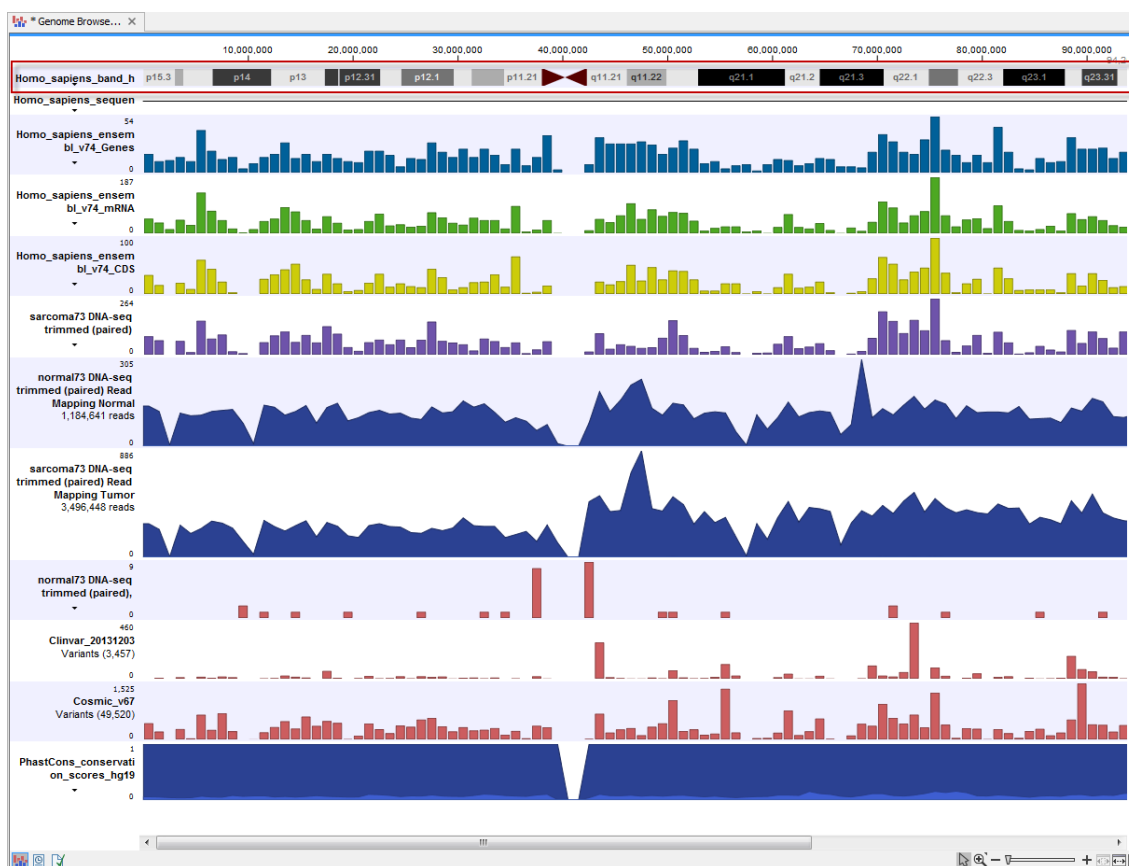 * Genome Browse... ×
10,000,000 20,000,000 30,000,000 40,000,000 50,000,000 60,000,000 70,000,000 80,000,000 90,000,000
Homo_sapiens_band_h p15.3 p14 p13 p12.31 p12.1 p11.21 q11.21 q11.22 q21.1 q21.2 q21.3 q22.1 q22.3 q23.1 q23.31
Homo_sapiens_sequen
54
Homo_sapiens_ensem
bl_v74_Genes
0
187
Homo_sapiens_ensem
bl_v74_mRNA
0
100
Homo_sapiens_ensem
bl_v74_CDS
0
264
sarcoma73 DNA-seq
trimmed (paired)
0
305
normal73 DNA-seq
trimmed (paired) Read
Mapping Normal
1,184,641 reads
0
886
sarcoma73 DNA-seq
trimmed (paired) Read
Mapping Tumor
3,496,448 reads
0
9
normal73 DNA-seq
trimmed (paired),
0
460
Clinvar_20131203
Variants (3,457)
0
1,525
Cosmic_v67
Variants (49,520)
0
1
PhastCons_conservati
on_scores_hg19
0